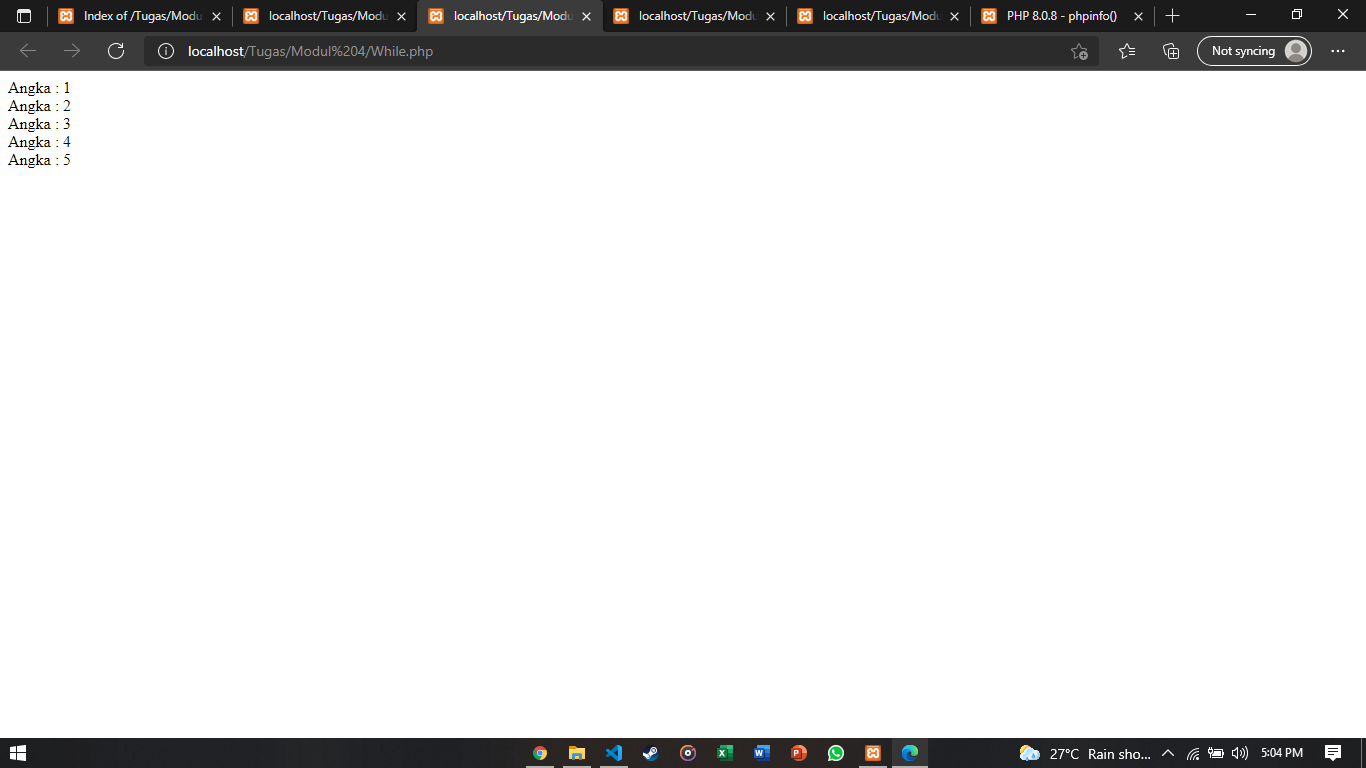 Index of /Tugas/Modu
localhost/Tugas/Modu
localhost/Tugas/Modu
localhost/Tugas/Modu
localhost/Tugas/Modu
PHP 8.0.8 - phpinfo()
localhost/Tugas/Modul%204/While.php
Not syncing
Angka : 1
Angka : 2
Angka : 3
Angka : 4
Angka : 5
27°C Rain sho...
5:04 PM